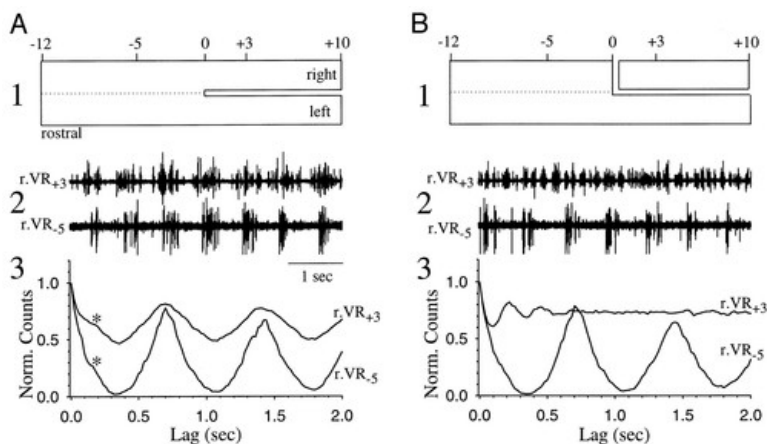 A
-12 -5 0 +3 +10
1
right
left
rostral
r.VR+3
2
r.VR-5
1 sec
3
Norm. Counts
1.0
0.5
0.0
*
*
r.VR+3
r.VR-5
0.0 0.5 1.0 1.5 2.0
Lag (sec)
B
-12 -5 0 +3 +10
1
r.VR+3
2
r.VR-5
3
Norm. Counts
1.0
0.5
0.0
r.VR+3
r.VR-5
0.0 0.5 1.0 1.5 2.0
Lag (sec)